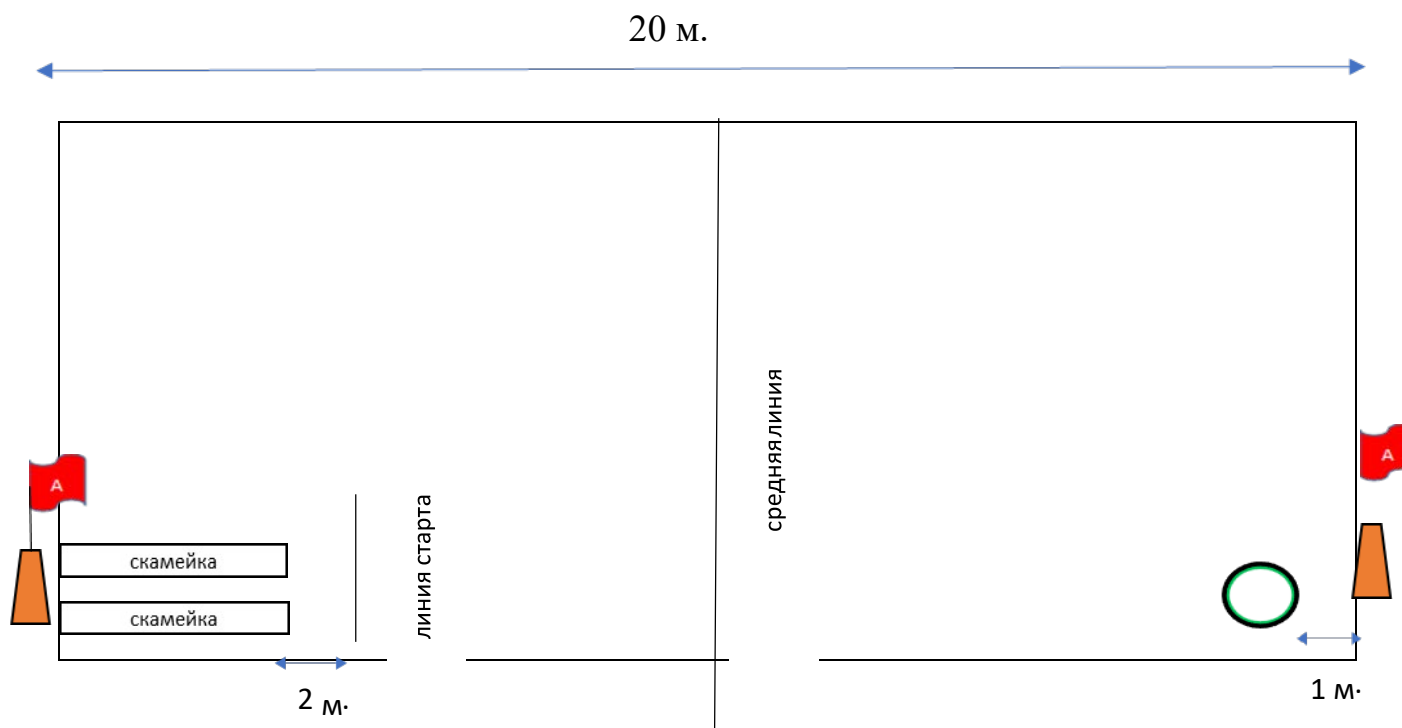 20 м.
средняялиния
А
А
линия старта
скамейка
скамейка
2 м.
1 м.